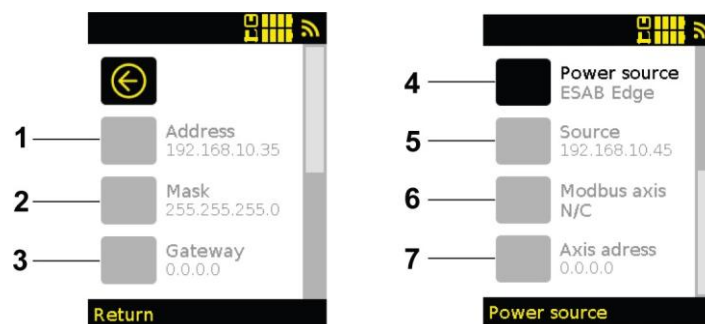 1
Address
192.168.10.35
2
Mask
255.255.255.0
3
Gateway
0.0.0.0
Return
4
Power source
ESAB Edge
5
Source
192.168.10.45
6
Modbus axis
N/C
7
Axis adress
0.0.0.0
Power source